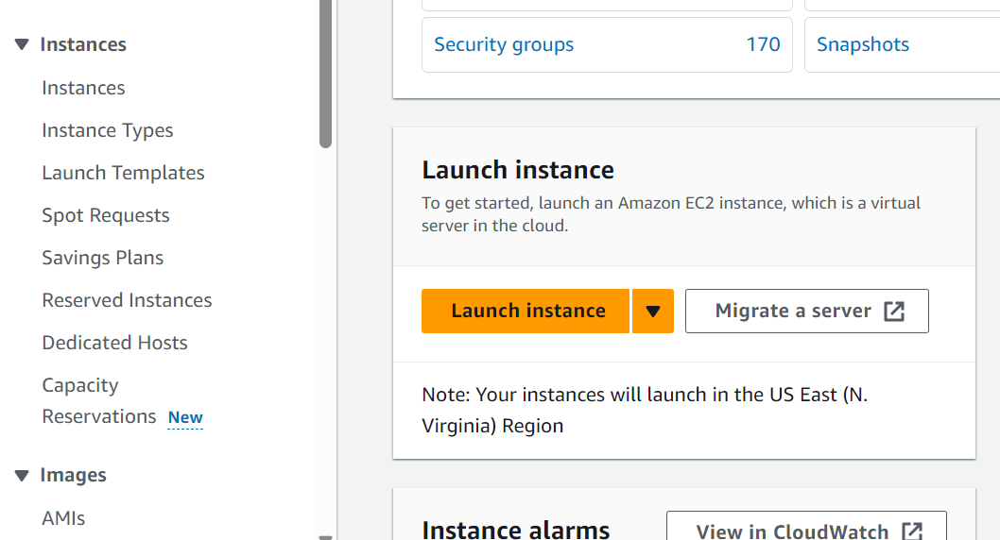 Instances
Instances
Instance Types
Launch Templates
Spot Requests
Savings Plans
Reserved Instances
Dedicated Hosts
Capacity
Reservations New
Images
AMIs
Security groups 170
Snapshots
Launch instance
To get started, launch an Amazon EC2 instance, which is a virtual
server in the cloud.
Launch instance
Migrate a server
Note: Your instances will launch in the US East (N.
Virginia) Region
Instance alarms
View in CloudWatch